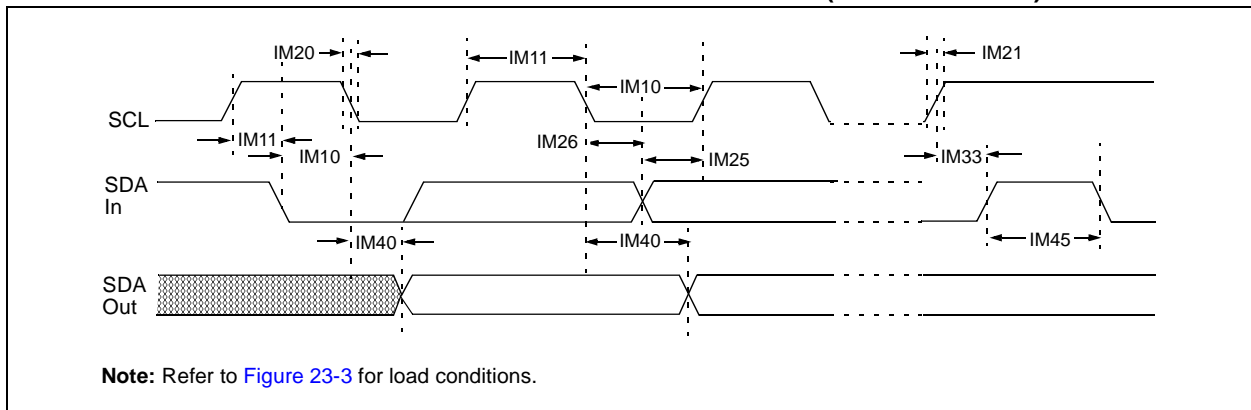 IM20 IM11 IM10 IM21
SCL
IM11 IM10 IM26 IM25 IM33
SDA
In
IM40 IM40 IM45
SDA
Out
Note: Refer to Figure 23-3 for load conditions.